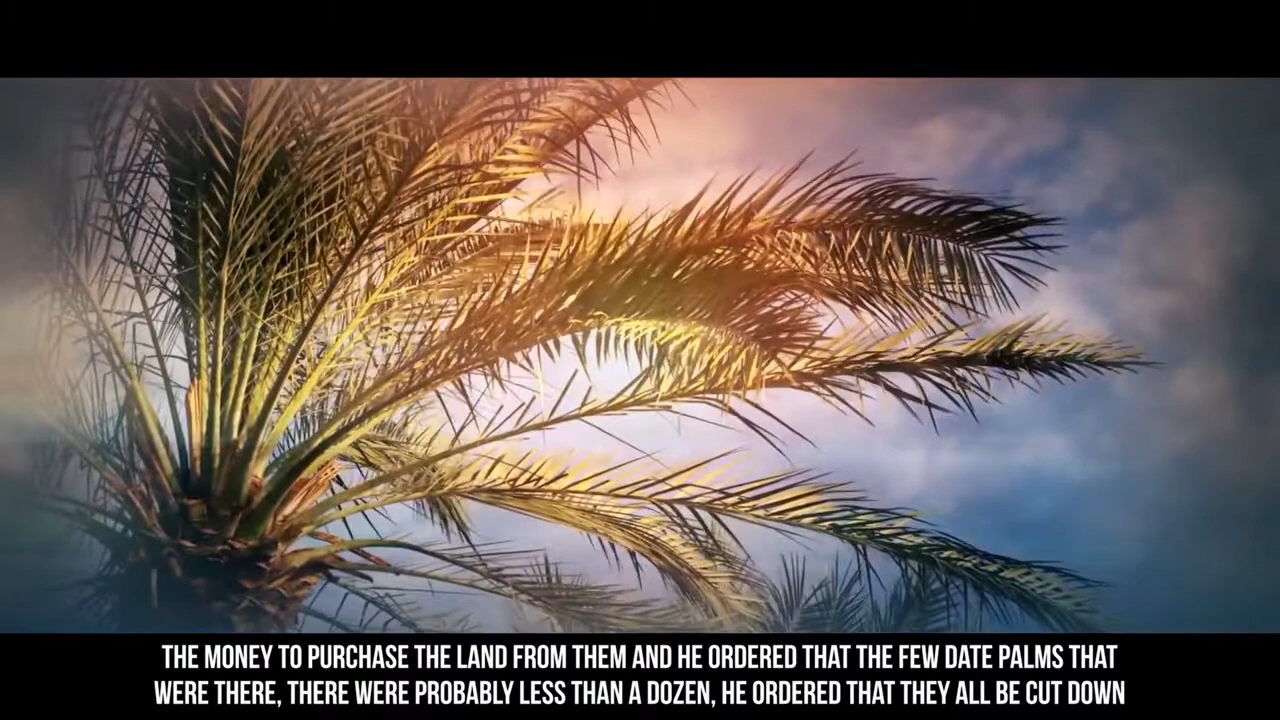 THE MONEY TO PURCHASE THE LAND FROM THEM AND HE ORDERED THAT THE FEW DATE PALMS THAT
WERE THERE, THERE WERE PROBABLY LESS THAN A DOZEN, HE ORDERED THAT THEY ALL BE CUT DOWN